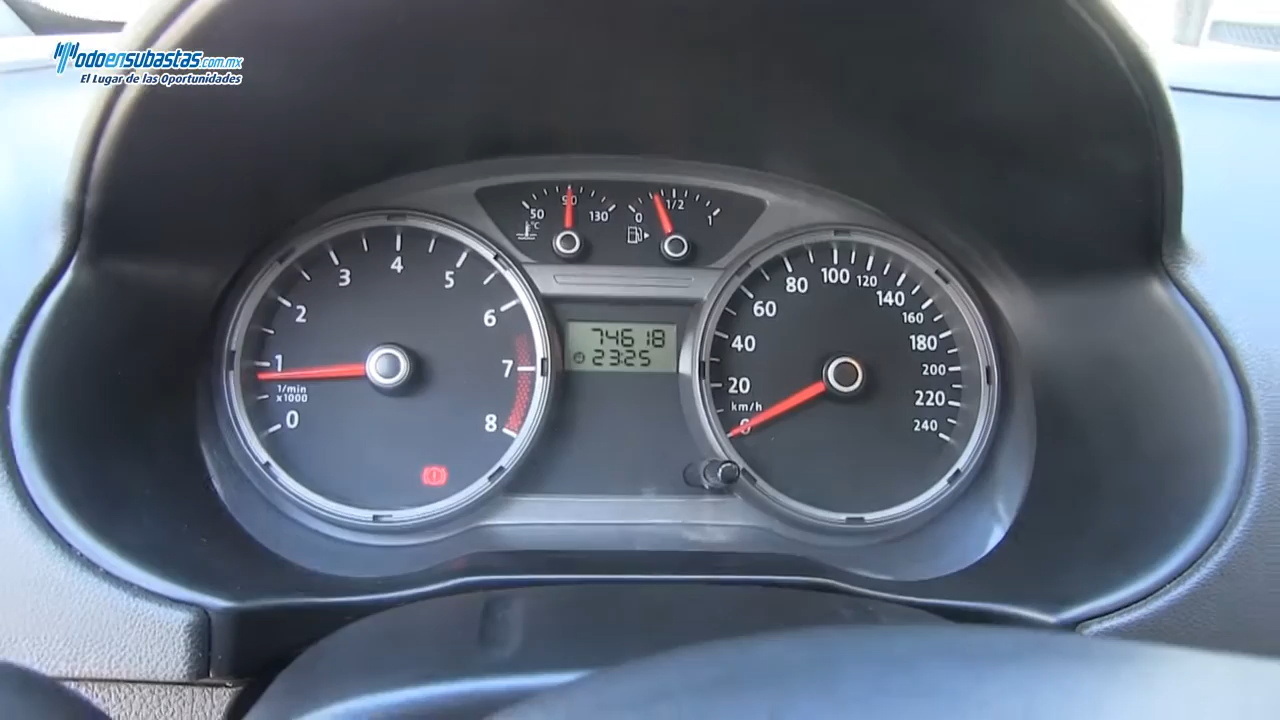 Todoensubastas.com.mx
El Lugar de las Oportunidades
50 90 130
°C
0 1/2 1
0 1 2 3 4 5 6 7 8
1/min
x1000
74618
23:25
0 20 40 60 80 100 120 140 160 180 200 220 240
km/h